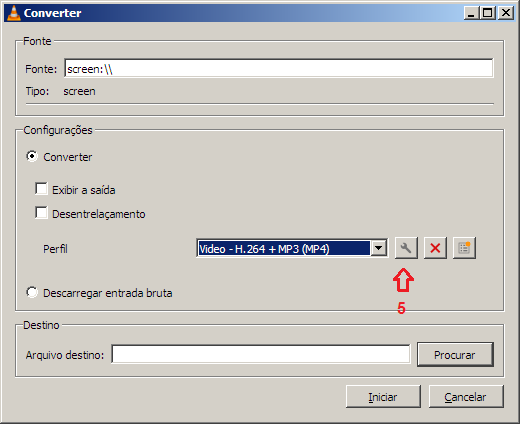 Converter
Fonte
Fonte: screen:\\
Tipo: screen
Configurações
Converter
Exibir a saída
Desentrelaçamento
Perfil Video - H.264 + MP3 (MP4)
5
Descarregar entrada bruta
Destino
Arquivo destino: Procurar
Iniciar Cancelar